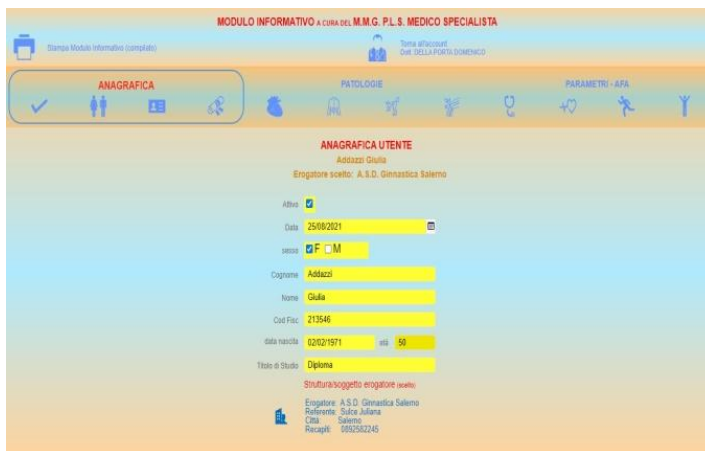 MODULO INFORMATIVO A CURA DEL M.M.G. P.L.S. MEDICO SPECIALISTA
Stampa Modulo Informativo (compilato)
Torna all'account
Dott. DELLA PORTA DOMENICO
ANAGRAFICA
PATOLOGIE
PARAMETRI - AFA
ANAGRAFICA UTENTE
Addazzi Giulia
Erogatore scelto: A.S.D. Ginnastica Salerno
Attivo
Data 25/08/2021
sesso F M
Cognome Addazzi
Nome Giulia
Cod Fisc 213546
data nascita 02/02/1971 età 50
Titolo di Studio Diploma
Struttura/soggetto erogatore (scelto)
Erogatore: A.S.D. Ginnastica Salerno
Referente: Sulce Juliana
Città: Salerno
Recapiti: 0892582245